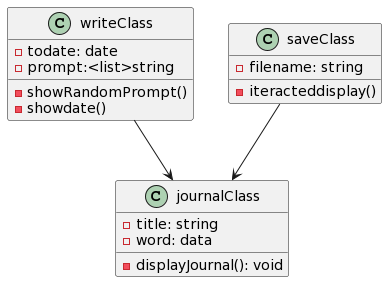 C writeClass
todate: date
prompt:<list>string
showRandomPrompt()
showdate()
C saveClass
filename: string
iteracteddisplay()
C journalClass
title: string
word: data
displayJournal(): void